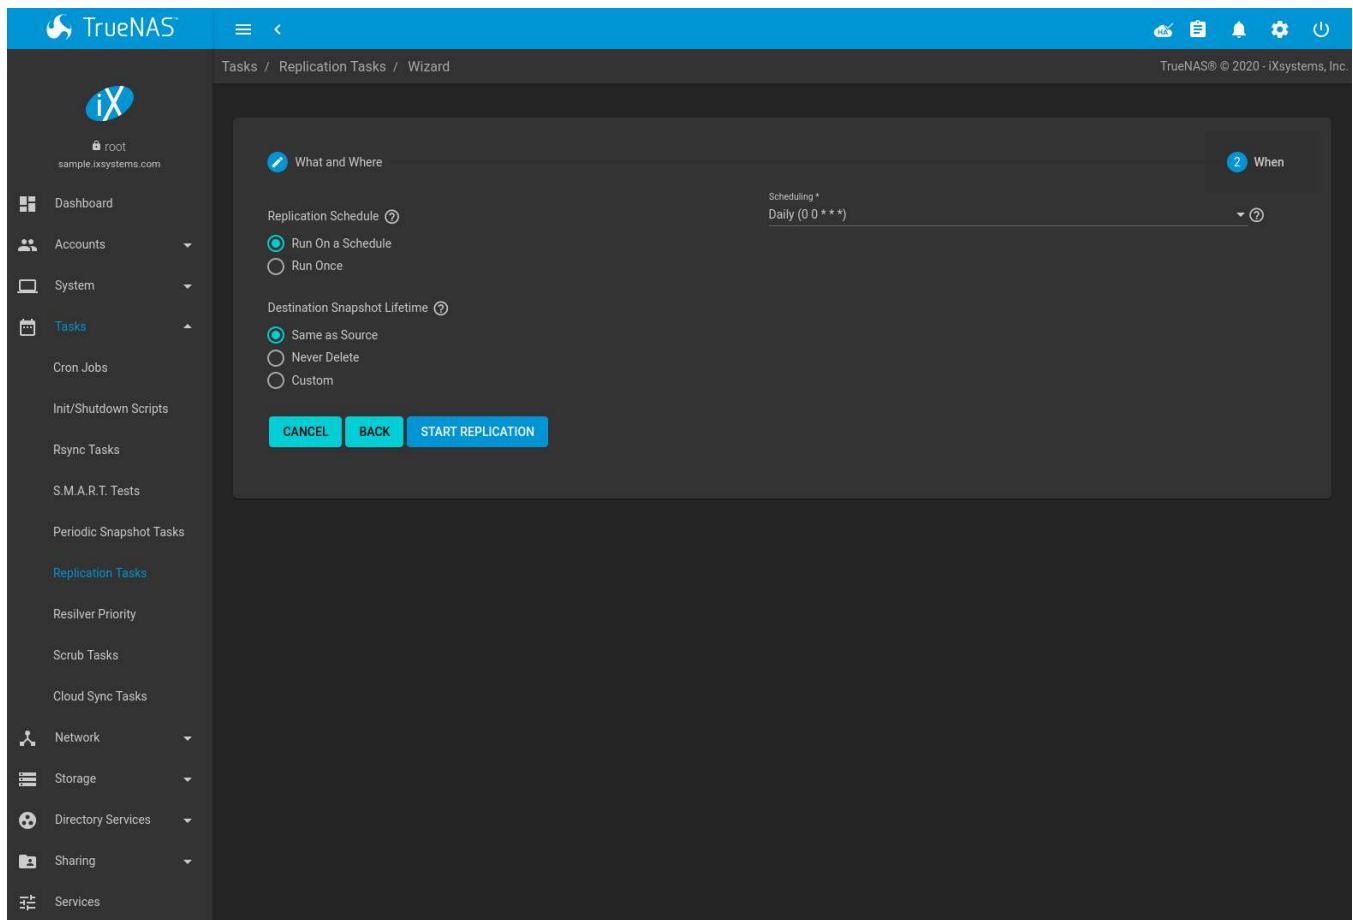 TrueNAS
HA
Tasks / Replication Tasks / Wizard
TrueNAS® © 2020 - iXsystems, Inc.
iX
root
sample.ixsystems.com
Dashboard
Accounts
System
Tasks
Cron Jobs
Init/Shutdown Scripts
Rsync Tasks
S.M.A.R.T. Tests
Periodic Snapshot Tasks
Replication Tasks
Resilver Priority
Scrub Tasks
Cloud Sync Tasks
Network
Storage
Directory Services
Sharing
Services
What and Where
2 When
Replication Schedule
Run On a Schedule
Run Once
Scheduling *
Daily (0 0 * * *)
Destination Snapshot Lifetime
Same as Source
Never Delete
Custom
CANCEL BACK START REPLICATION